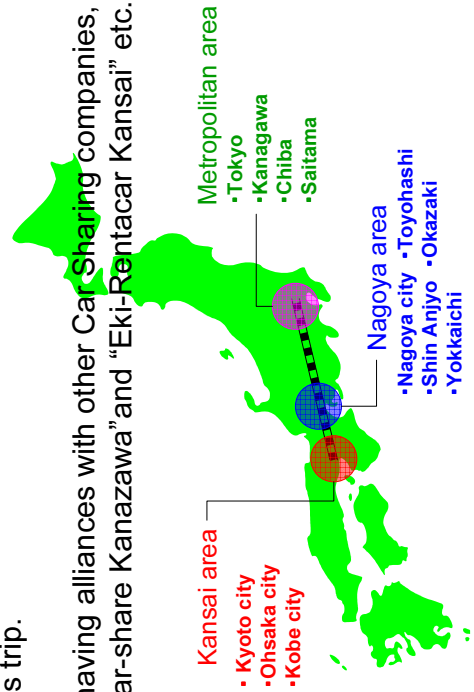 s trip.
having alliances with other Car Sharing companies,
ar-share Kanazawa”and “Eki-Rentacar Kansai” etc.
Metropolitan area
・Tokyo
・Kanagawa
・Chiba
・Saitama
Kansai area
・Kyoto city
・Ohsaka city
・Kobe city
Nagoya area
・Nagoya city ・Toyohashi
・Shin Anjyo ・Okazaki
・Yokkaichi